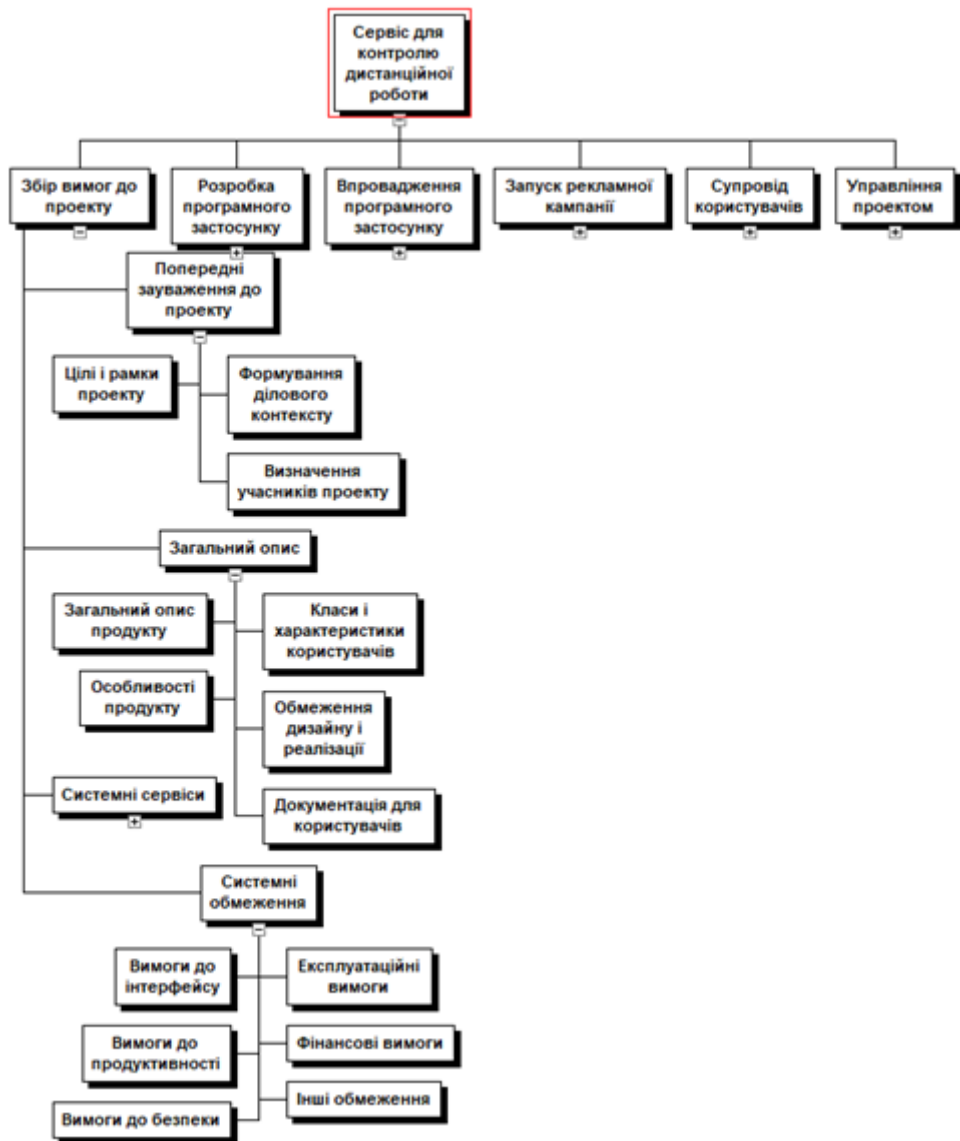 Сервіс для
контролю
дистанційної
роботи
Збір вимог до
проекту
Розробка
програмного
застосунку
Впровадження
програмного
застосунку
Запуск рекламної
кампанії
Супровід
користувачів
Управління
проектом
Попередні
зауваження до
проекту
Цілі і рамки
проекту
Формування
ділового
контексту
Визначення
учасників проекту
Загальний опис
Загальний опис
продукту
Класи і
характеристики
користувачів
Особливості
продукту
Обмеження
дизайну і
реалізації
Системні сервіси
Документація для
користувачів
Системні
обмеження
Вимоги до
інтерфейсу
Експлуатаційні
вимоги
Вимоги до
продуктивності
Фінансові вимоги
Вимоги до безпеки
Інші обмеження